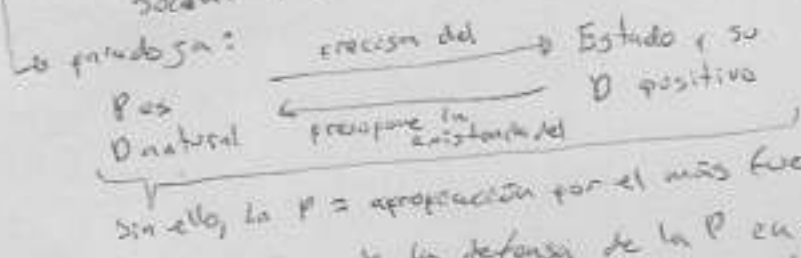 paradoja:
precisa del
Estado y su
P es
D positivo
D natural
presupone la
existencia del
Sin ello, la P = apropiación por el más fue
la defensa de la P en